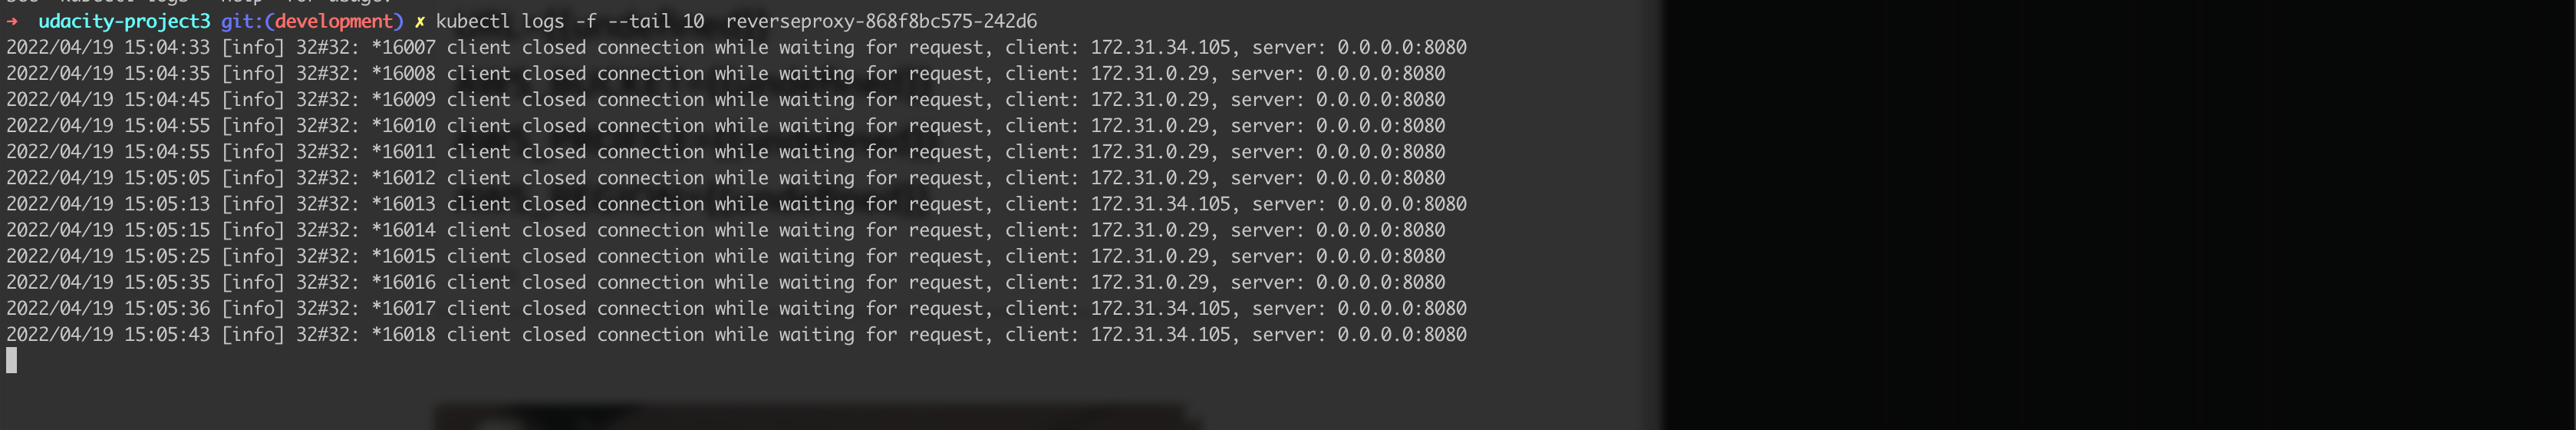 ➜  udacity-project3 git:(development) ✗ kubectl logs -f --tail 10  reverseproxy-868f8bc575-242d6
2022/04/19 15:04:33 [info] 32#32: *16007 client closed connection while waiting for request, client: 172.31.34.105, server: 0.0.0.0:8080
2022/04/19 15:04:35 [info] 32#32: *16008 client closed connection while waiting for request, client: 172.31.0.29, server: 0.0.0.0:8080
2022/04/19 15:04:45 [info] 32#32: *16009 client closed connection while waiting for request, client: 172.31.0.29, server: 0.0.0.0:8080
2022/04/19 15:04:55 [info] 32#32: *16010 client closed connection while waiting for request, client: 172.31.0.29, server: 0.0.0.0:8080
2022/04/19 15:04:55 [info] 32#32: *16011 client closed connection while waiting for request, client: 172.31.0.29, server: 0.0.0.0:8080
2022/04/19 15:05:05 [info] 32#32: *16012 client closed connection while waiting for request, client: 172.31.0.29, server: 0.0.0.0:8080
2022/04/19 15:05:13 [info] 32#32: *16013 client closed connection while waiting for request, client: 172.31.34.105, server: 0.0.0.0:8080
2022/04/19 15:05:15 [info] 32#32: *16014 client closed connection while waiting for request, client: 172.31.0.29, server: 0.0.0.0:8080
2022/04/19 15:05:25 [info] 32#32: *16015 client closed connection while waiting for request, client: 172.31.0.29, server: 0.0.0.0:8080
2022/04/19 15:05:35 [info] 32#32: *16016 client closed connection while waiting for request, client: 172.31.0.29, server: 0.0.0.0:8080
2022/04/19 15:05:36 [info] 32#32: *16017 client closed connection while waiting for request, client: 172.31.34.105, server: 0.0.0.0:8080
2022/04/19 15:05:43 [info] 32#32: *16018 client closed connection while waiting for request, client: 172.31.34.105, server: 0.0.0.0:8080